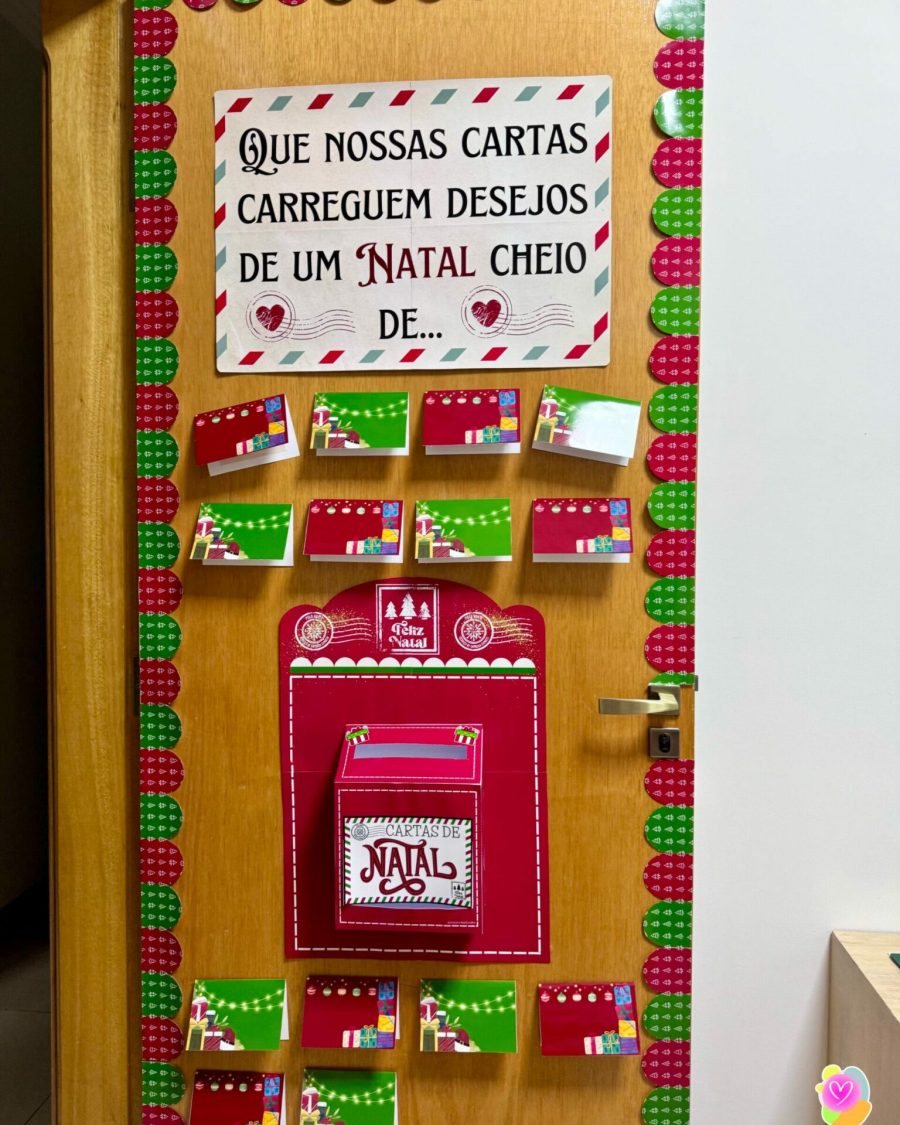 QUE NOSSAS CARTAS
CARREGUEM DESEJOS
DE UM NATAL CHEIO
DE...
Feliz
Natal
CARTAS DE
NATAL